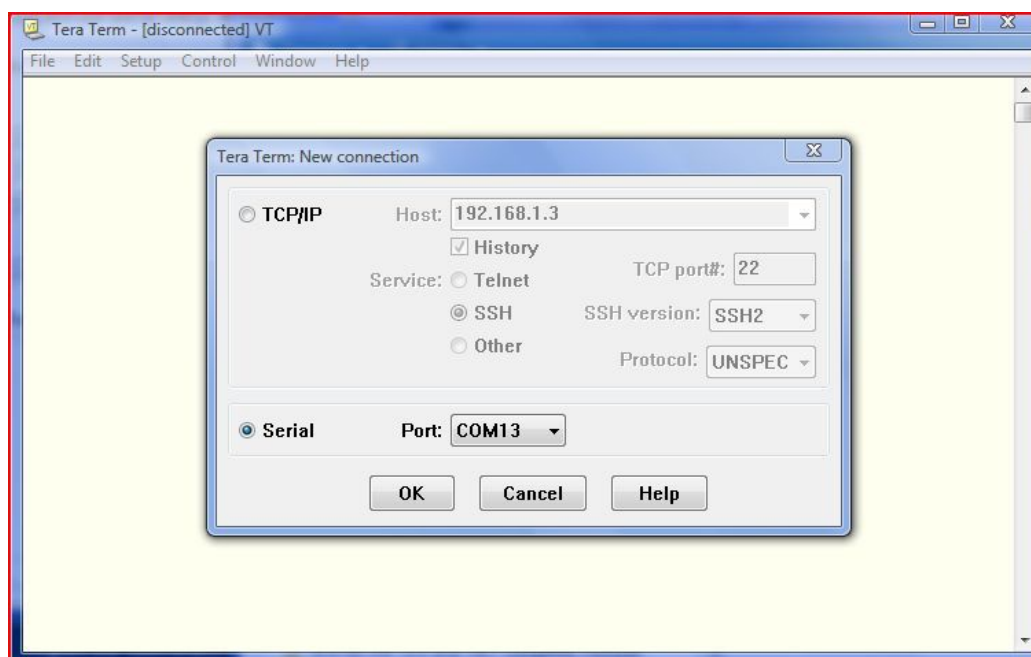 Tera Term - [disconnected] VT
File Edit Setup Control Window Help
Tera Term: New connection
TCP/IP Host: 192.168.1.3
History
Service: Telnet TCP port#: 22
SSH SSH version: SSH2
Other Protocol: UNSPEC
Serial Port: COM13
OK Cancel Help